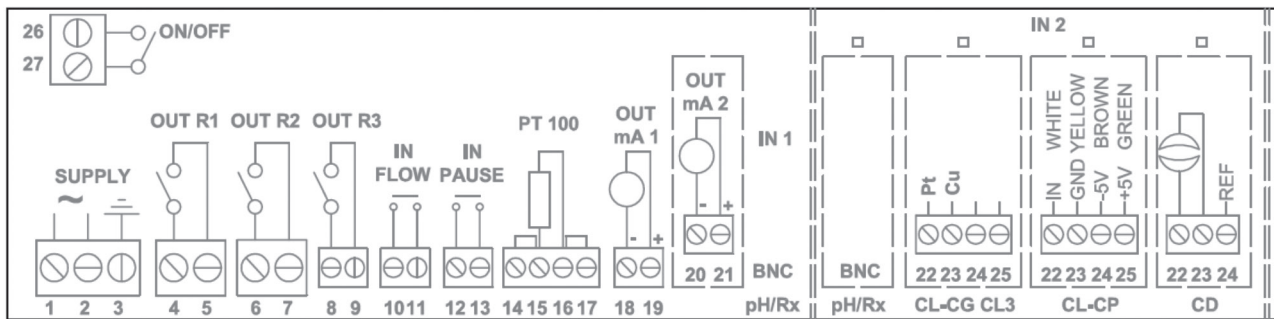 26
27
ON/OFF
SUPPLY
~
OUT R1
OUT R2
OUT R3
IN
FLOW
IN
PAUSE
PT 100
OUT
mA 1
- +
OUT
mA 2
- +
IN 1
IN 2
Pt
Cu
IN WHITE
GND YELLOW
-5V BROWN
+5V GREEN
REF
20 21 BNC BNC 22 23 24 25 22 23 24 25 22 23 24
1 2 3 4 5 6 7 8 9 10 11 12 13 14 15 16 17 18 19 pH/Rx pH/Rx CL-CG CL3 CL-CP CD